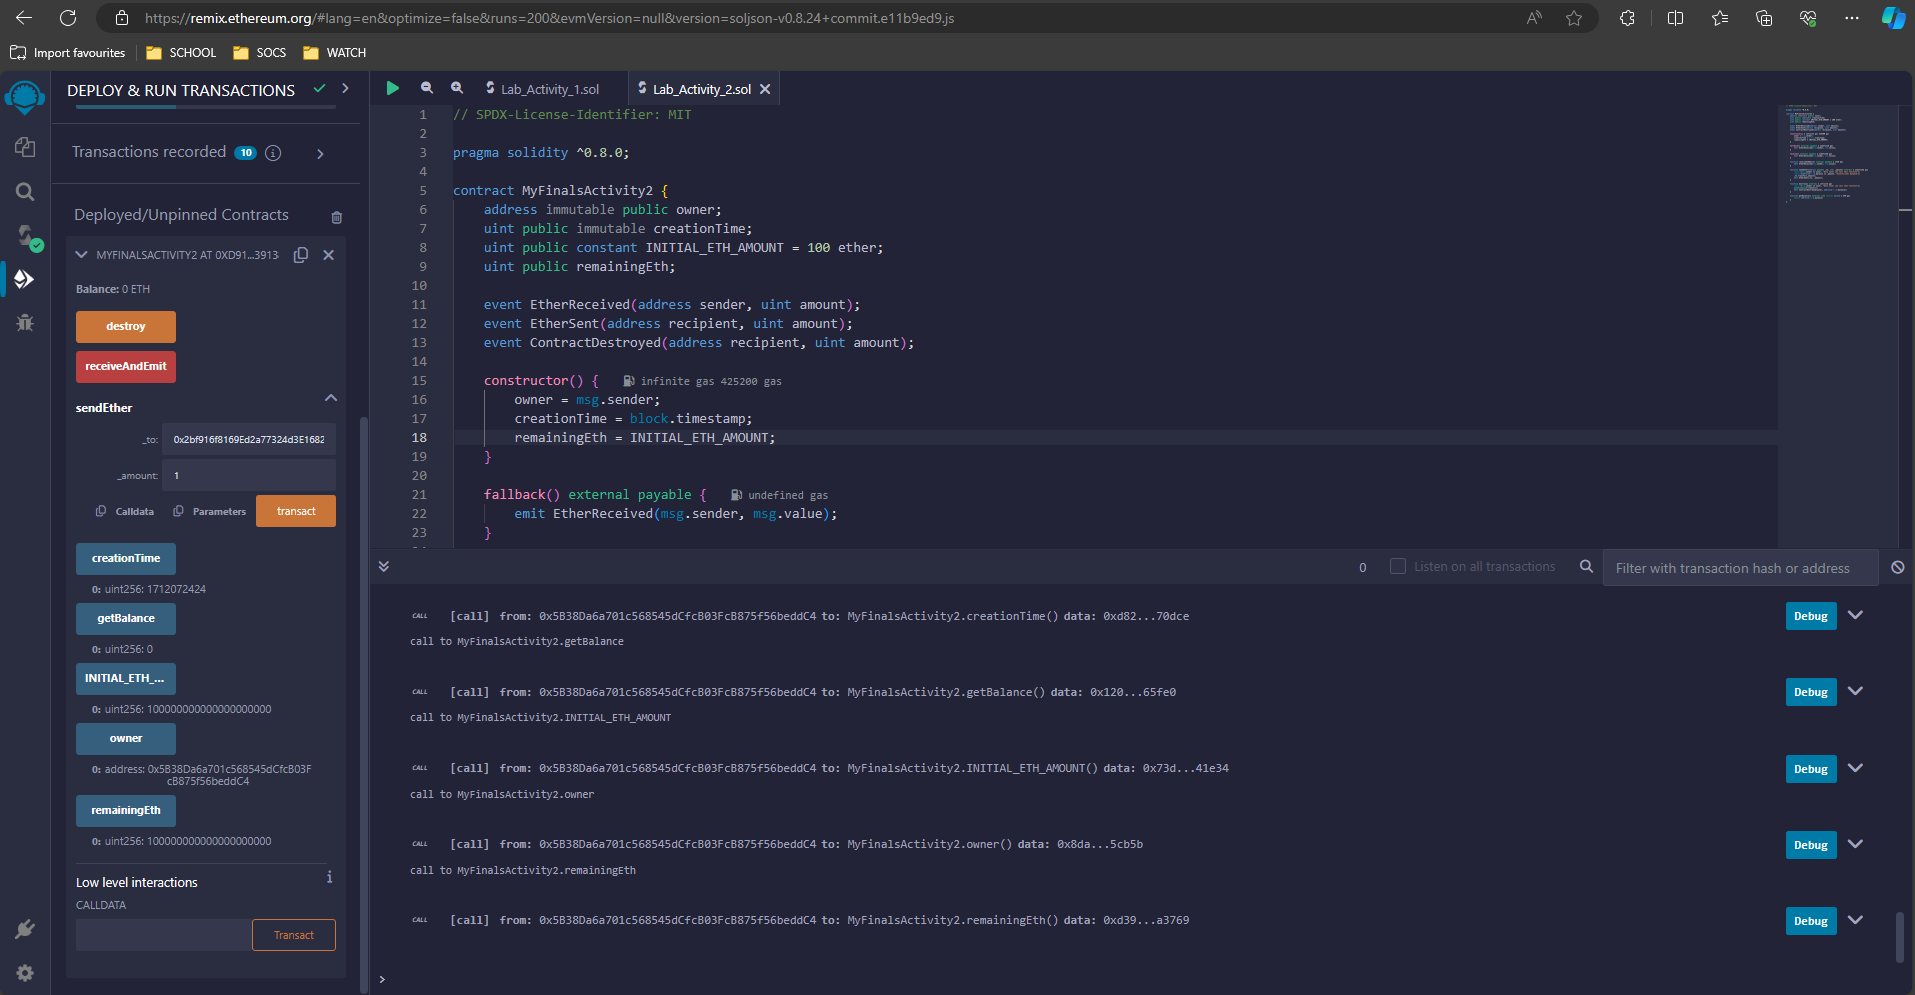 https://remix.ethereum.org/#lang=en&optimize=false&runs=200&evmVersion=null&version=soljson-v0.8.24+commit.e11b9ed9.js
Import favourites
SCHOOL
SOCS
WATCH
DEPLOY & RUN TRANSACTIONS
Transactions recorded 10
Deployed/Unpinned Contracts
MYFINALSACTIVITY2 AT 0XD91...3913
Balance: 0 ETH
destroy
receiveAndEmit
sendEther
_to: 0x2bf916f8169Ed2a77324d3E1682
_amount: 1
Calldata Parameters transact
creationTime
0: uint256: 1712072424
getBalance
0: uint256: 0
INITIAL_ETH_...
0: uint256: 100000000000000000000
owner
0: address: 0x5B38Da6a701c568545dCfcB03F
cB875f56beddC4
remainingEth
0: uint256: 100000000000000000000
Low level interactions
CALLDATA
Transact
Lab_Activity_1.sol
Lab_Activity_2.sol
1 // SPDX-License-Identifier: MIT
2
3 pragma solidity ^0.8.0;
4
5 contract MyFinalsActivity2 {
6 address immutable public owner;
7 uint public immutable creationTime;
8 uint public constant INITIAL_ETH_AMOUNT = 100 ether;
9 uint public remainingEth;
10
11 event EtherReceived(address sender, uint amount);
12 event EtherSent(address recipient, uint amount);
13 event ContractDestroyed(address recipient, uint amount);
14
15 constructor() { infinite gas 425200 gas
16 owner = msg.sender;
17 creationTime = block.timestamp;
18 remainingEth = INITIAL_ETH_AMOUNT;
19 }
20
21 fallback() external payable { undefined gas
22 emit EtherReceived(msg.sender, msg.value);
23 }
0 Listen on all transactions Filter with transaction hash or address
CALL [call] from: 0x5B38Da6a701c568545dCfcB03FcB875f56beddC4 to: MyFinalsActivity2.creationTime() data: 0xd82...70dce Debug
call to MyFinalsActivity2.getBalance
CALL [call] from: 0x5B38Da6a701c568545dCfcB03FcB875f56beddC4 to: MyFinalsActivity2.getBalance() data: 0x120...65fe0 Debug
call to MyFinalsActivity2.INITIAL_ETH_AMOUNT
CALL [call] from: 0x5B38Da6a701c568545dCfcB03FcB875f56beddC4 to: MyFinalsActivity2.INITIAL_ETH_AMOUNT() data: 0x73d...41e34 Debug
call to MyFinalsActivity2.owner
CALL [call] from: 0x5B38Da6a701c568545dCfcB03FcB875f56beddC4 to: MyFinalsActivity2.owner() data: 0x8da...5cb5b Debug
call to MyFinalsActivity2.remainingEth
CALL [call] from: 0x5B38Da6a701c568545dCfcB03FcB875f56beddC4 to: MyFinalsActivity2.remainingEth() data: 0xd39...a3769 Debug
>